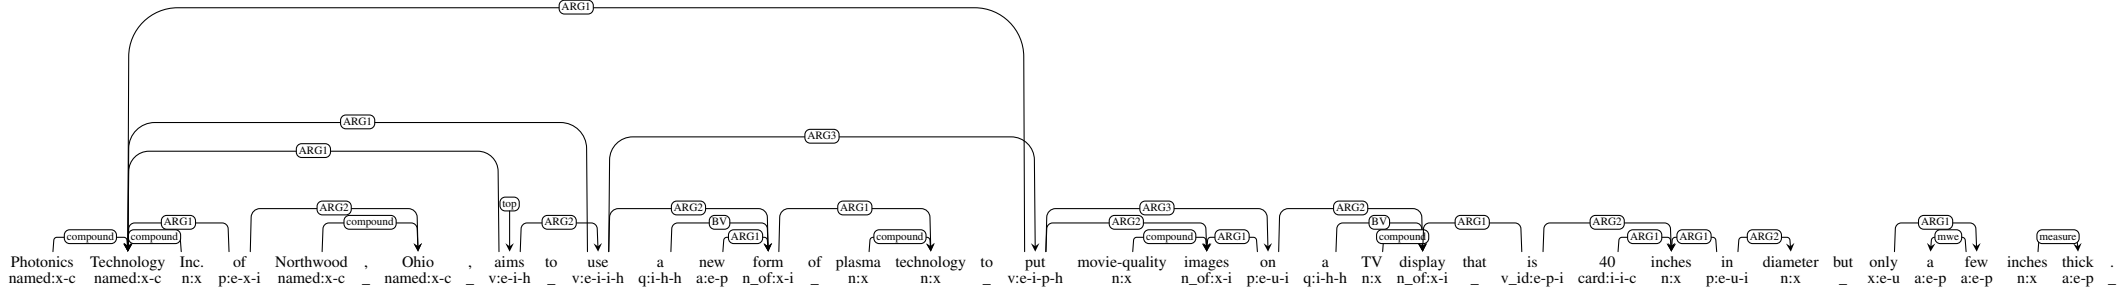 ARG1
ARG1 ARG3
ARG1
top
ARG2 ARG2 ARG1 ARG3 ARG2 ARG2 ARG1
ARG1 compound ARG2 BV ARG2 BV ARG1 ARG2
compound compound ARG1 compound compound ARG1 compound ARG1 ARG1 ARG2 mwe measure
Photonics Technology Inc. of Northwood , Ohio , aims to use a new form of plasma technology to put movie-quality images on a TV display that is 40 inches in diameter but only a few inches thick .
named:x-c named:x-c n:x p:e-x-i named:x-c _ named:x-c _ v:e-i-h _ v:e-i-i-h q:i-h-h a:e-p n_of:x-i _ n:x n:x _ v:e-i-p-h n:x n_of:x-i p:e-u-i q:i-h-h n:x n_of:x-i _ v_id:e-p-i card:i-i-c n:x p:e-u-i n:x _ x:e-u a:e-p a:e-p n:x a:e-p _